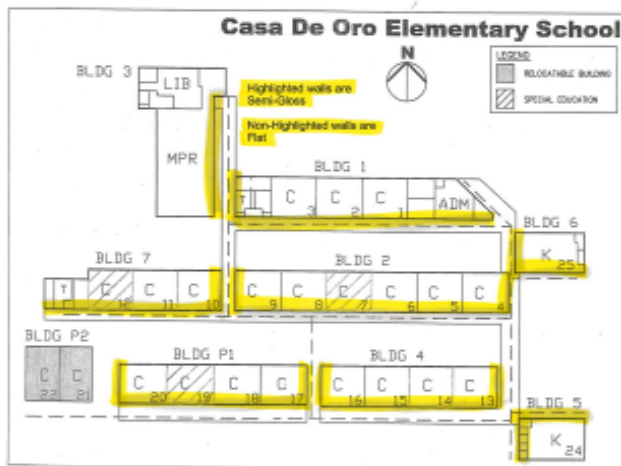 Casa De Oro Elementary School
N
LEGEND
RELOCATABLE BUILDING
SPECIAL EDUCATION
BLDG 3
LIB
Highlighted walls are
Semi-Gloss
Non-Highlighted walls are
Flat
MPR
BLDG 1
T
C C C
3 2 1
ADM
BLDG 6
K
25
BLDG 7
T
C C C
11 10
BLDG 2
C C C C C C
9 8 7 6 5 4
BLDG P2
C C
22 21
BLDG P1
C C C C
20 19 18 17
BLDG 4
C C C C
16 15 14 13
BLDG 5
K
24